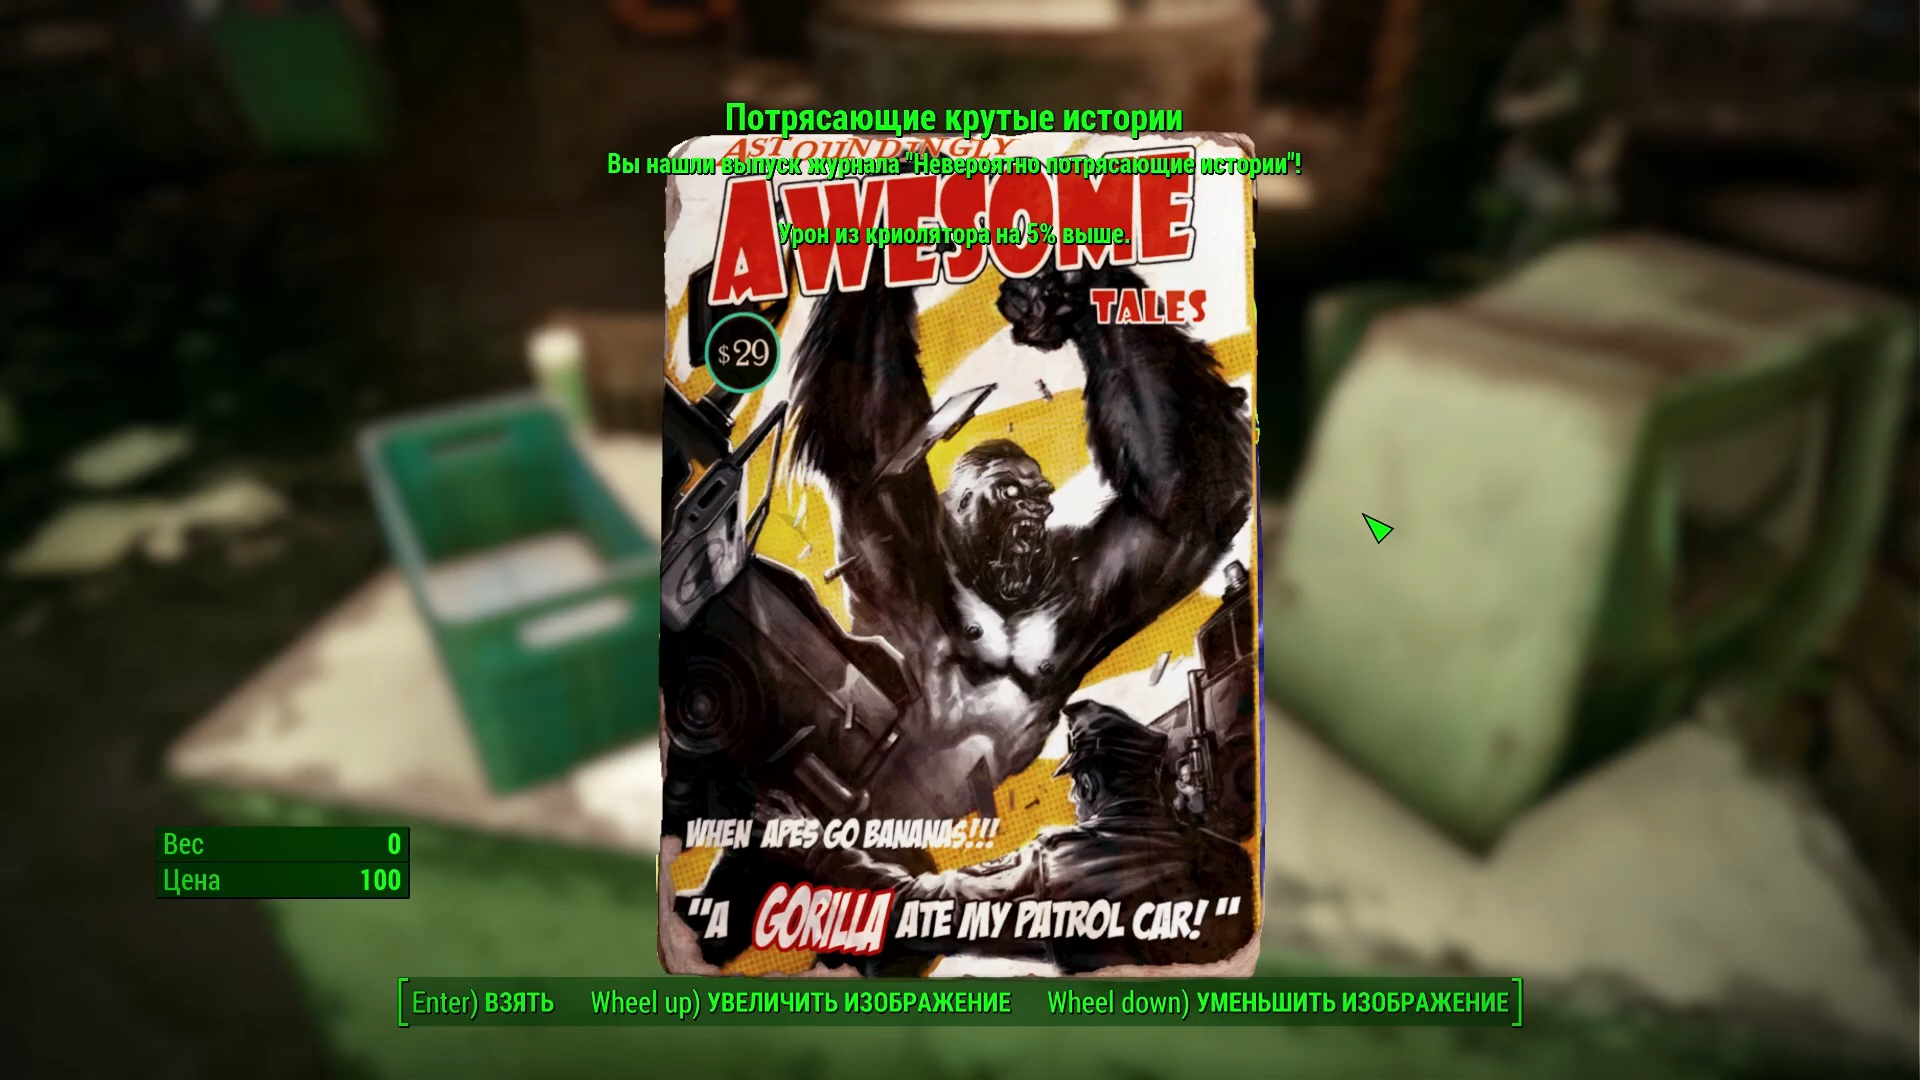 Потрясающие крутые истории
ASTOUNDINGLY
Вы нашли выпуск журнала "Невероятно потрясающие истории"!
AWESOME
Урон из криолятора на 5% выше.
TALES
$29
WHEN APES GO BANANAS!!!
Вес 0
Цена 100
"A GORILLA ATE MY PATROL CAR!"
Enter) ВЗЯТЬ Wheel up) УВЕЛИЧИТЬ ИЗОБРАЖЕНИЕ Wheel down) УМЕНЬШИТЬ ИЗОБРАЖЕНИЕ